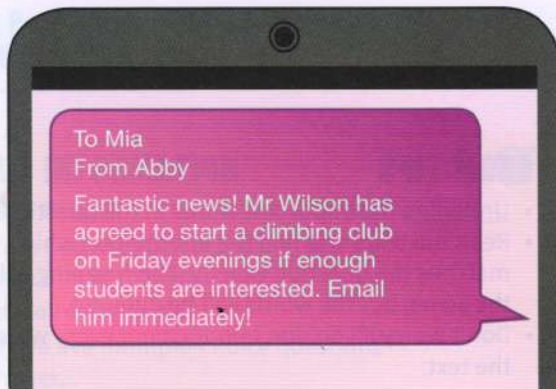 To Mia
From Abby
Fantastic news! Mr Wilson has
agreed to start a climbing club
on Friday evenings if enough
students are interested. Email
him immediately!